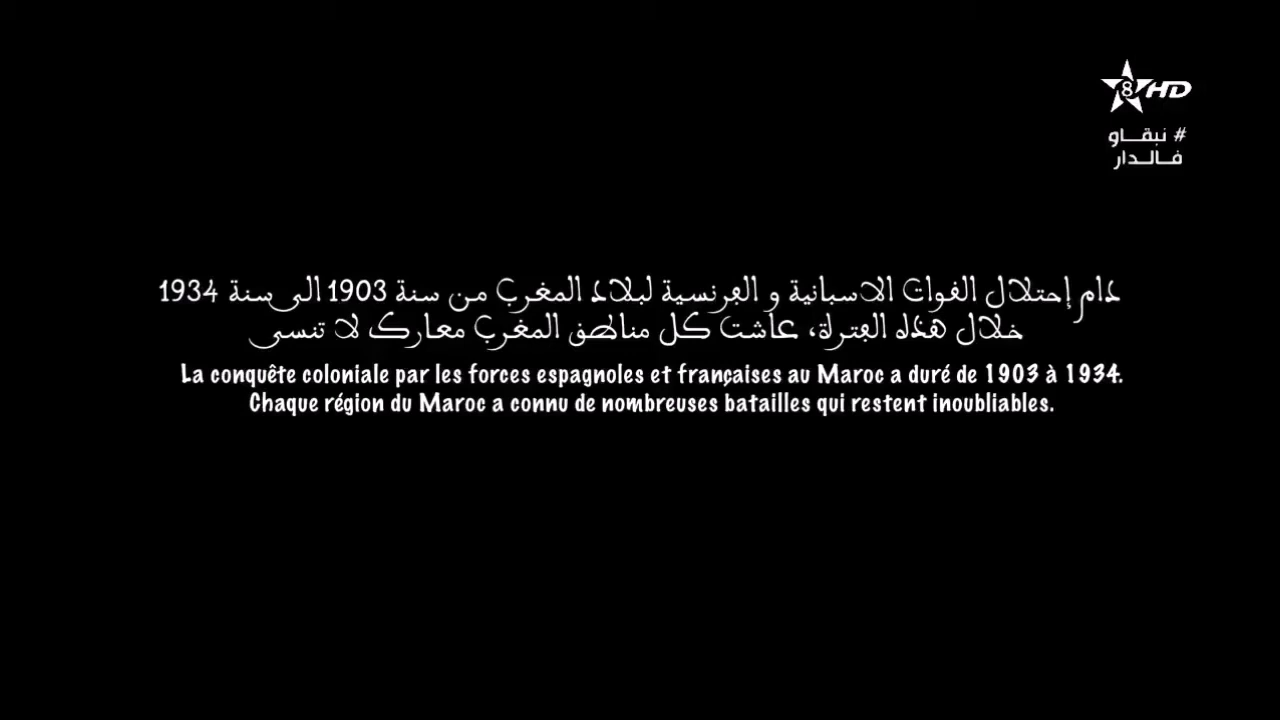 8 HD
# نبقاو
فالدار
دام إحتلال القوات الاسبانية و الفرنسية لبلاد المغرب من سنة 1903 الى سنة 1934
خلال هذه الفترة، عاشت كل مناطق المغرب معارك لا تنسى
La conquête coloniale par les forces espagnoles et françaises au Maroc a duré de 1903 à 1934.
Chaque région du Maroc a connu de nombreuses batailles qui restent inoubliables.